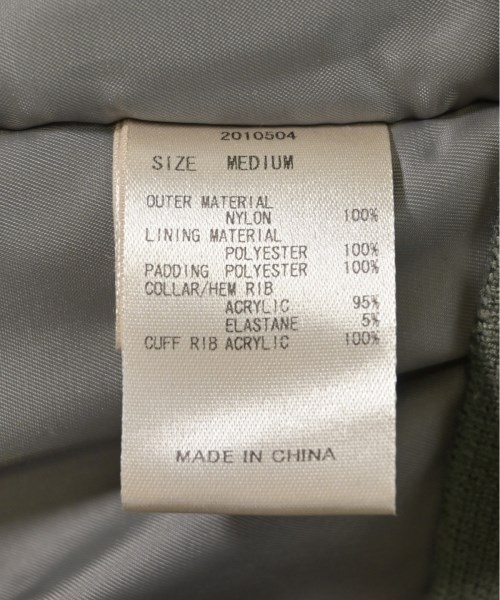 2010504
SIZE MEDIUM
OUTER MATERIAL
NYLON 100%
LINING MATERIAL
POLYESTER 100%
PADDING POLYESTER 100%
COLLAR/HEM RIB
ACRYLIC 95%
ELASTANE 5%
CUFF RIB ACRYLIC 100%
MADE IN CHINA